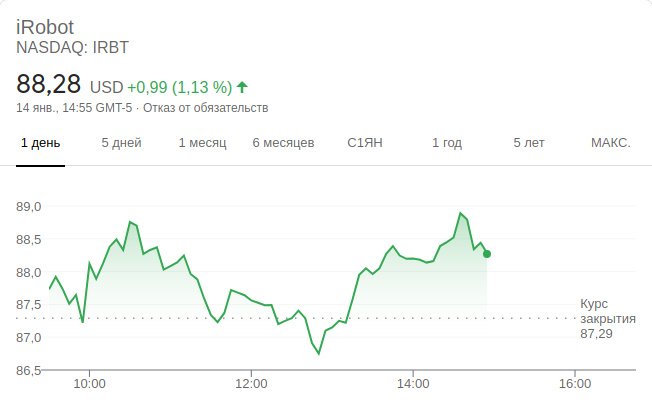 iRobot
NASDAQ: IRBT
88,28 USD +0,99 (1,13 %)
14 янв., 14:55 GMT-5 · Отказ от обязательств
1 день 5 дней 1 месяц 6 месяцев С1ЯН 1 год 5 лет МАКС.
89,0
88,5
88,0
87,5
87,0
86,5
Курс
закрытия
87,29
10:00 12:00 14:00 16:00